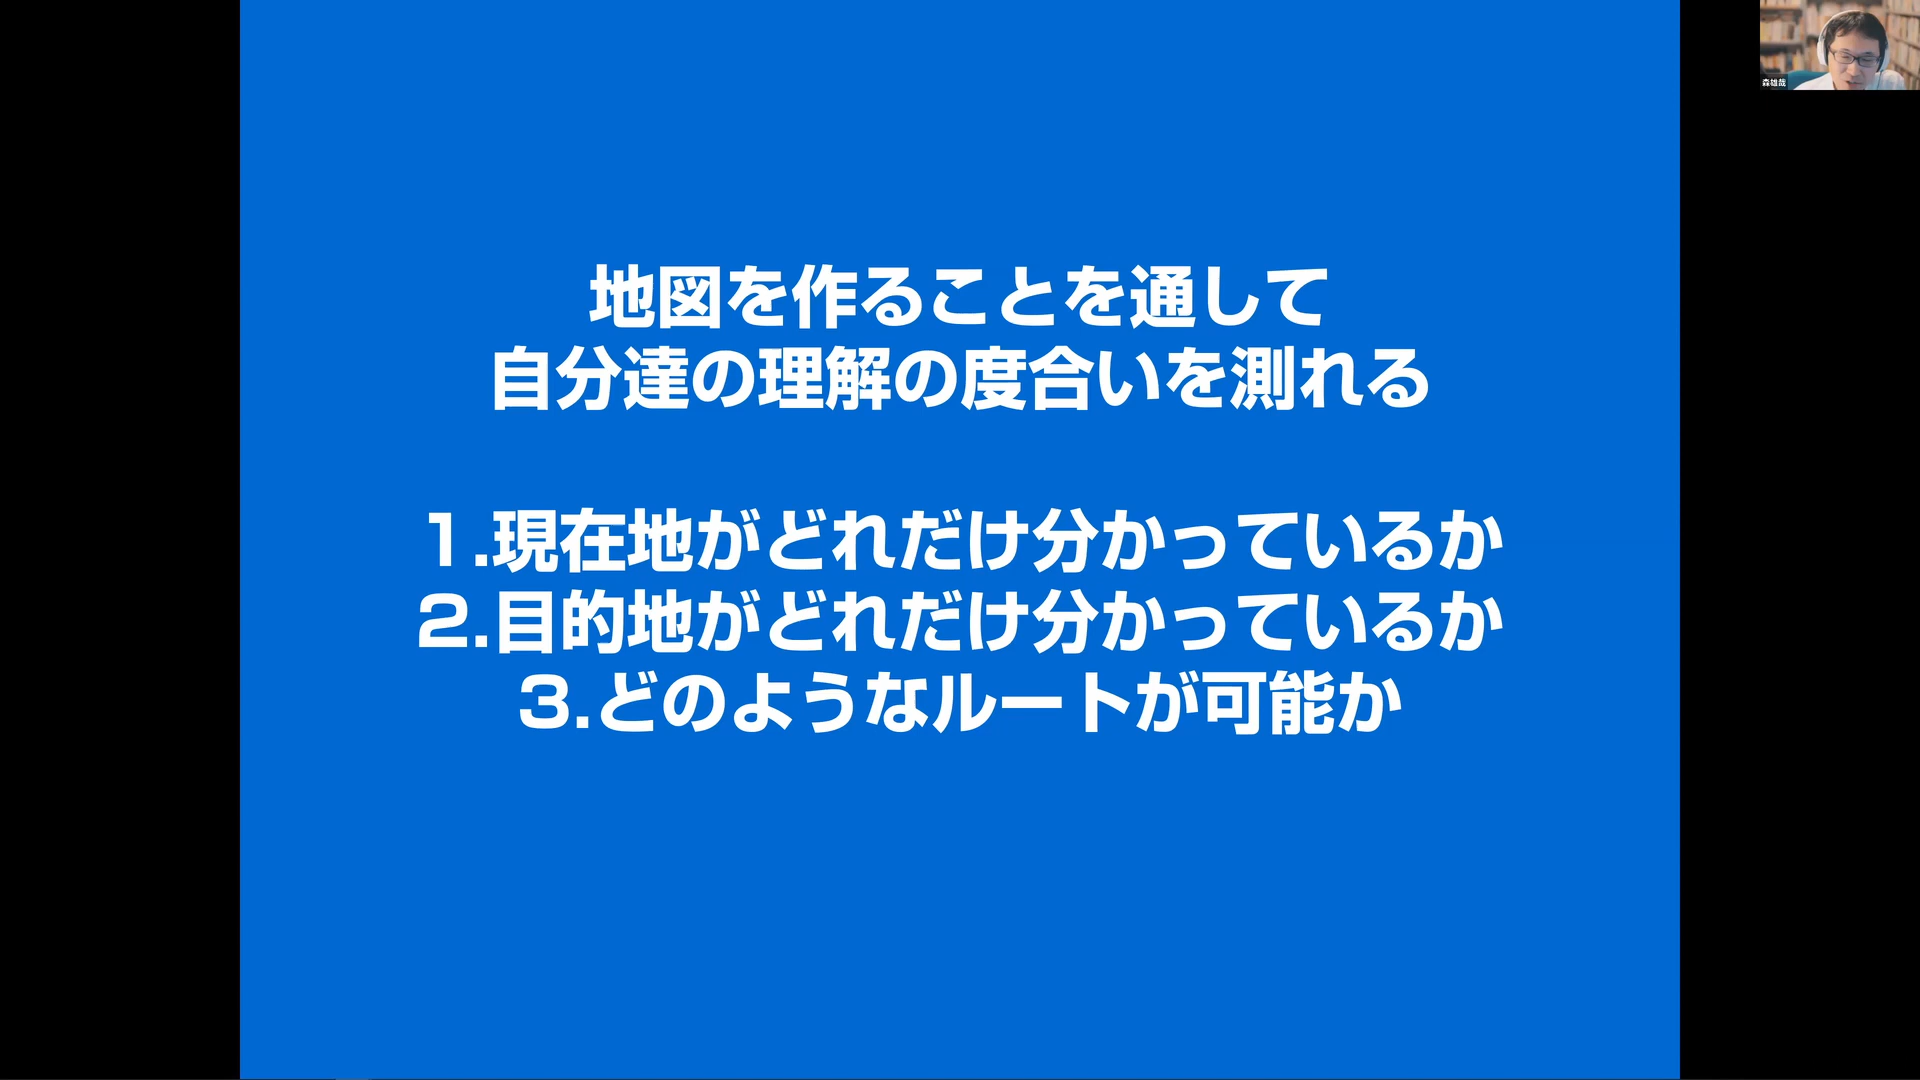 地図を作ることを通して
自分達の理解の度合いを測れる
1.現在地がどれだけ分かっているか
2.目的地がどれだけ分かっているか
3.どのようなルートが可能か
森雄哉